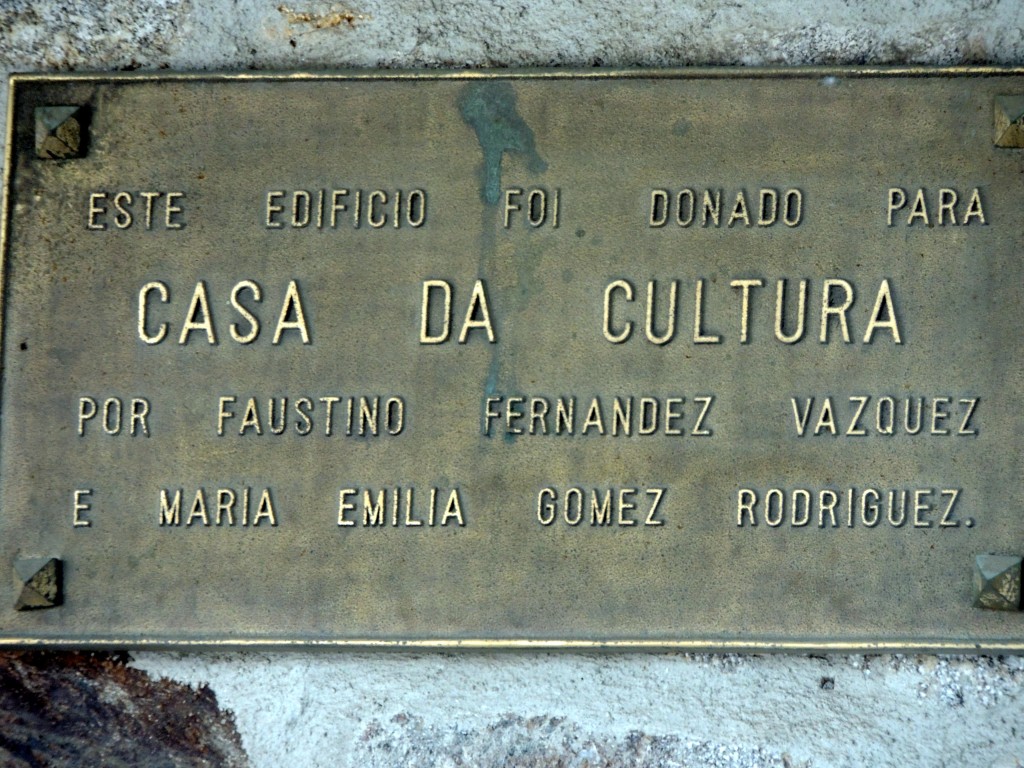 ESTE EDIFICIO FOI DONADO PARA
CASA DA CULTURA
POR FAUSTINO FERNANDEZ VAZQUEZ
E MARIA EMILIA GOMEZ RODRIGUEZ.